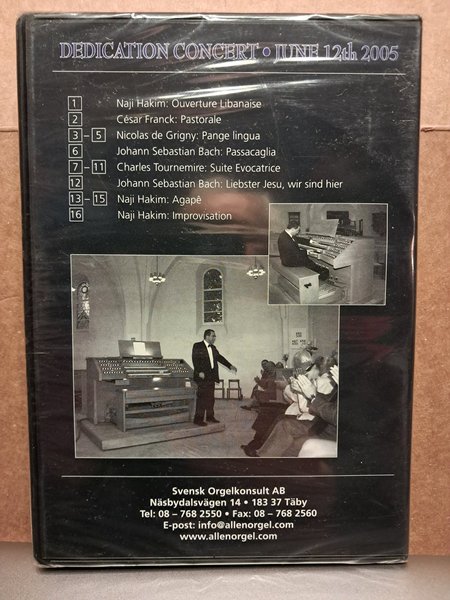 DEDICATION CONCERT • JUNE 12th 2005
1 Naji Hakim: Ouverture Libanaise
2 César Franck: Pastorale
3 – 5 Nicolas de Grigny: Pange lingua
6 Johann Sebastian Bach: Passacaglia
7 – 11 Charles Tournemire: Suite Evocatrice
12 Johann Sebastian Bach: Liebster Jesu, wir sind hier
13 – 15 Naji Hakim: Agapê
16 Naji Hakim: Improvisation
Svensk Orgelkonsult AB
Näsbydalsvägen 14 • 183 37 Täby
Tel: 08 – 768 2550 • Fax: 08 – 768 2560
E-post: info@allenorgel.com
www.allenorgel.com